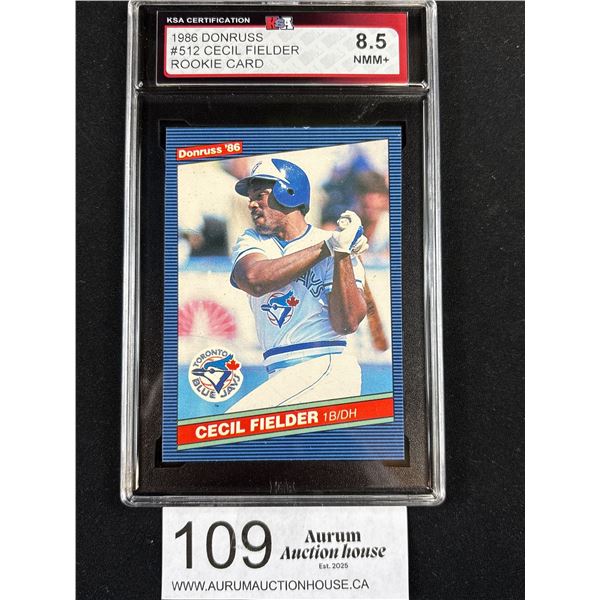 KSA CERTIFICATION
KSA
1986 DONRUSS
#512 CECIL FIELDER
ROOKIE CARD
8.5
NMM+
Donruss '86
TORONTO
BLUE JAYS
CECIL FIELDER 1B/DH
109
Aurum
Auction house
Est. 2025
WWW.AURUMAUCTIONHOUSE.CA